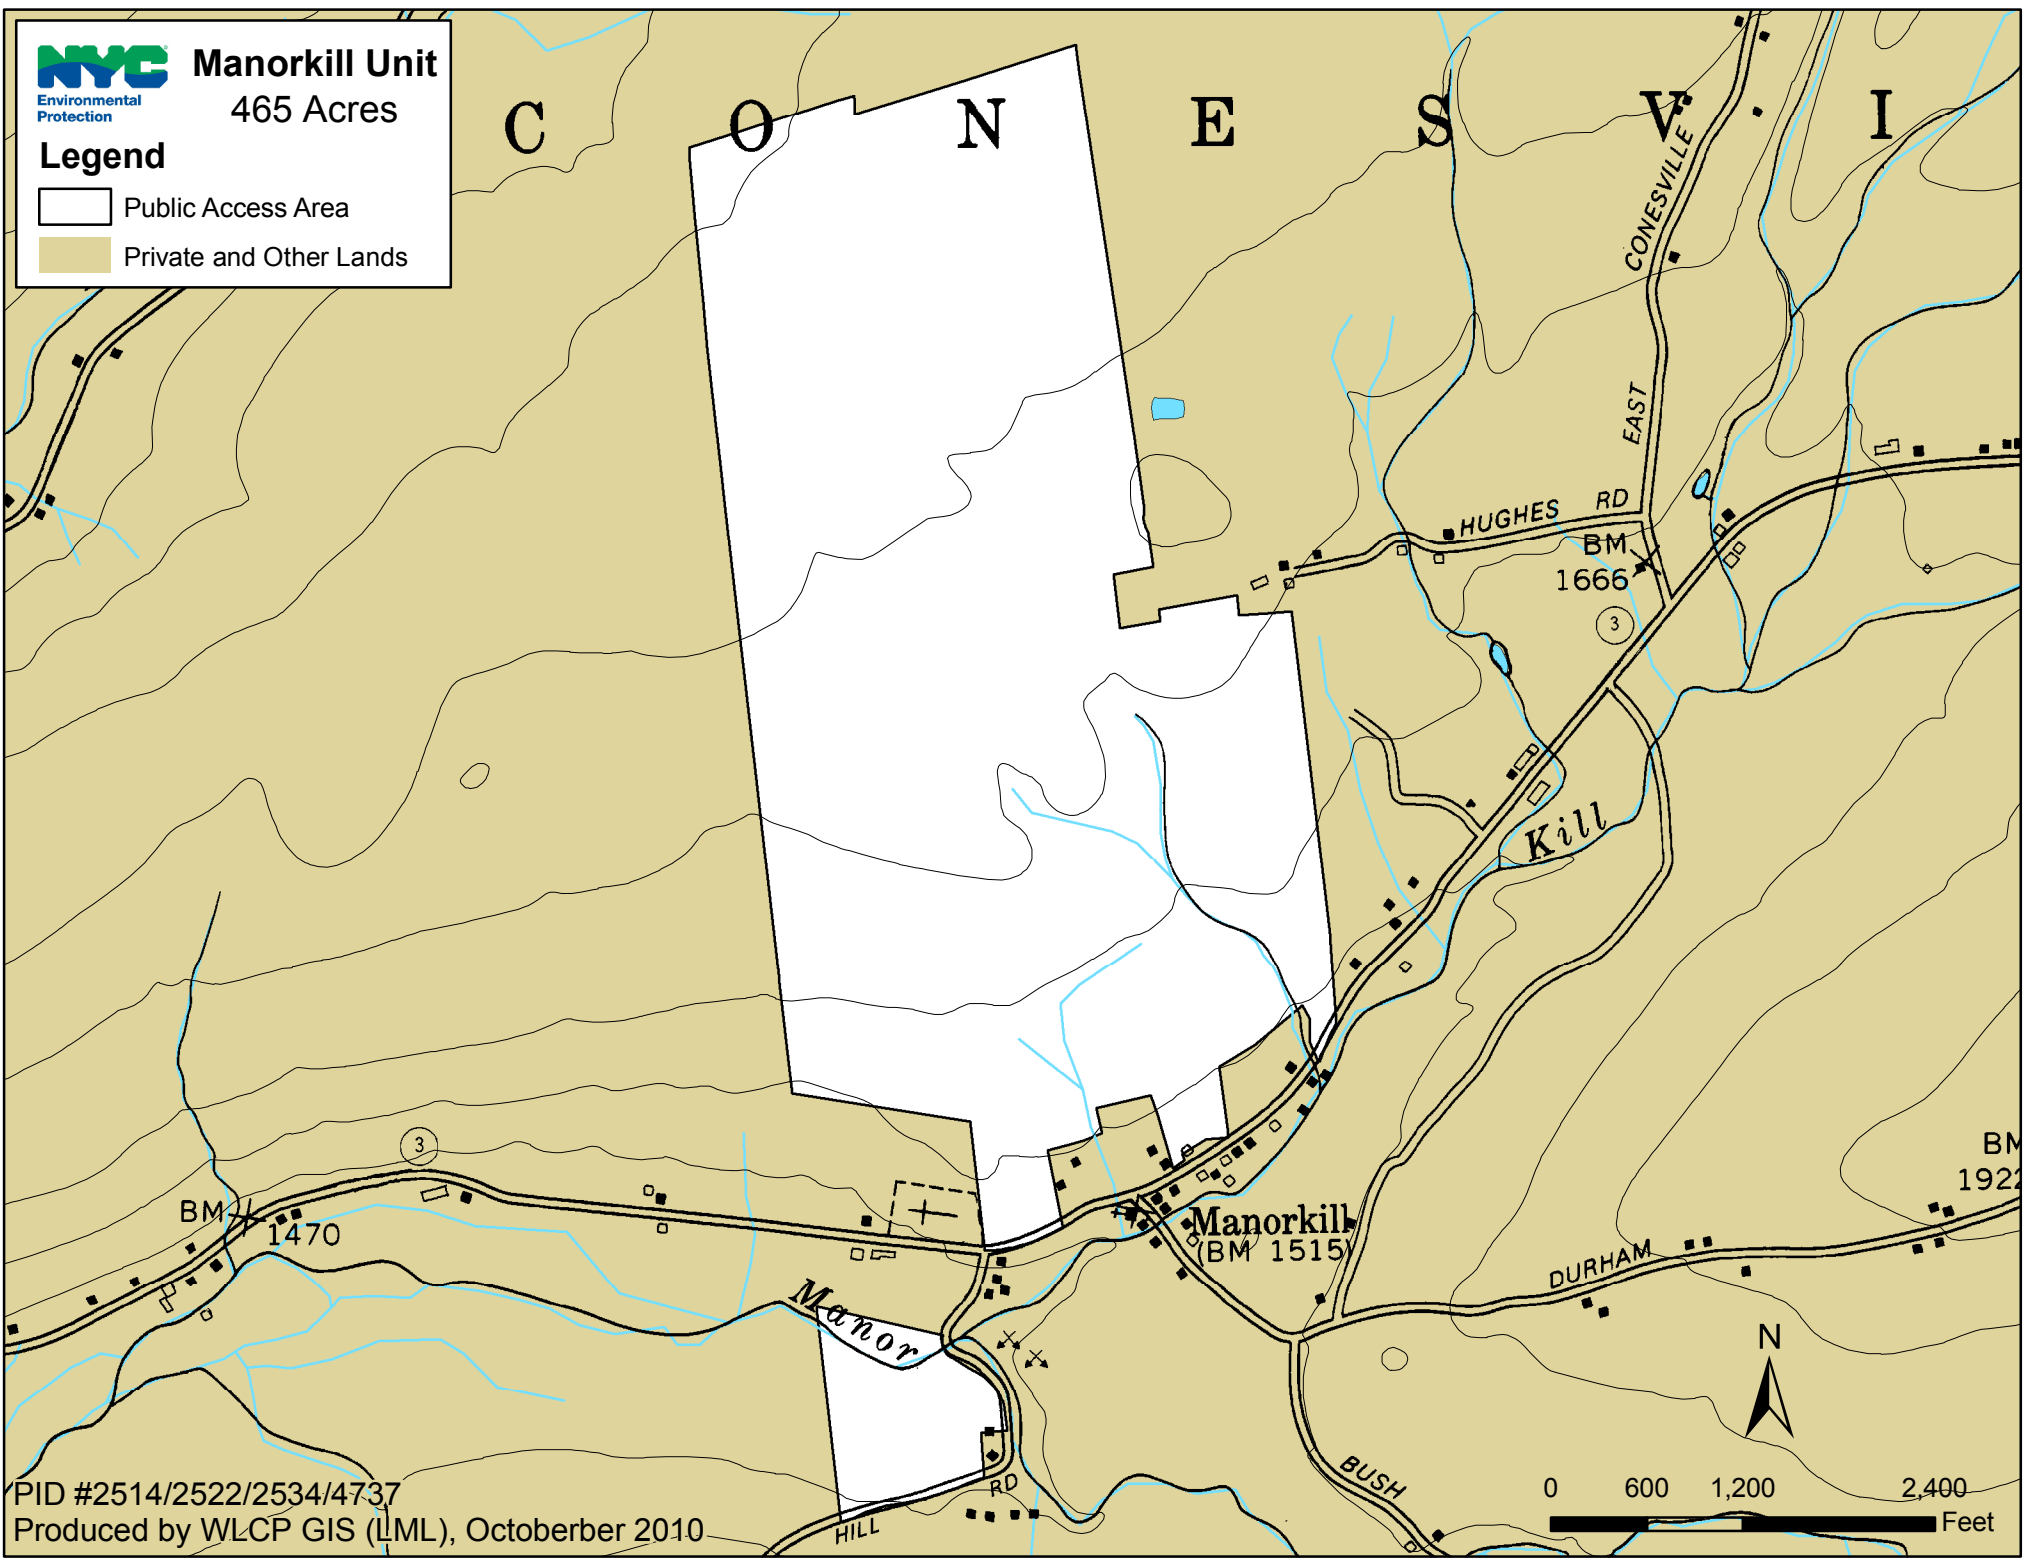 NYC
Environmental
Protection
Manorkill Unit
465 Acres
Legend
Public Access Area
Private and Other Lands
C O N E S V I
EAST CONESVILLE
HUGHES RD
BM
1666
3
Kill
3
BM
1470
BM
1922
Manorkill
(BM 1515)
DURHAM
Manor
N
BUSH
HILL RD
0 600 1,200 2,400
Feet
PID #2514/2522/2534/4737
Produced by WLCP GIS (LML), Octoberber 2010